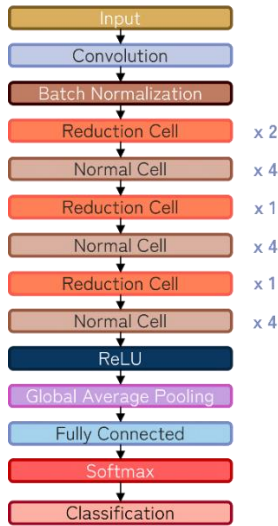 Input
Convolution
Batch Normalization
Reduction Cell x 2
Normal Cell x 4
Reduction Cell x 1
Normal Cell x 4
Reduction Cell x 1
Normal Cell x 4
ReLU
Global Average Pooling
Fully Connected
Softmax
Classification